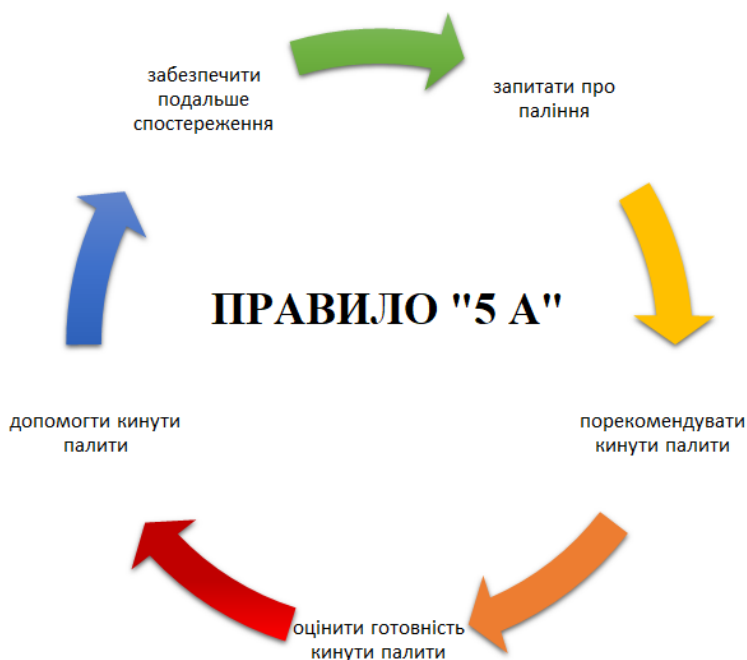 забезпечити
подальше
спостереження
запитати про
паління
ПРАВИЛО "5 А"
допомогти кинути
палити
порекомендувати
кинути палити
оцінити готовність
кинути палити